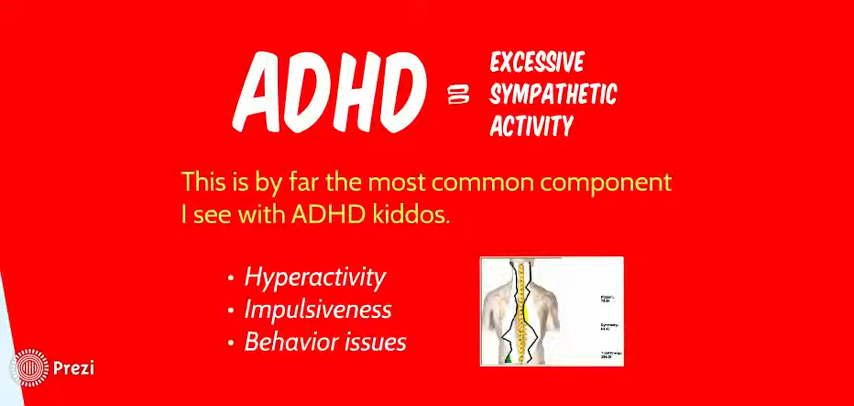 ADHD = EXCESSIVE
SYMPATHETIC
ACTIVITY
This is by far the most common component
I see with ADHD kiddos.
• Hyperactivity
• Impulsiveness
• Behavior issues
Prezi